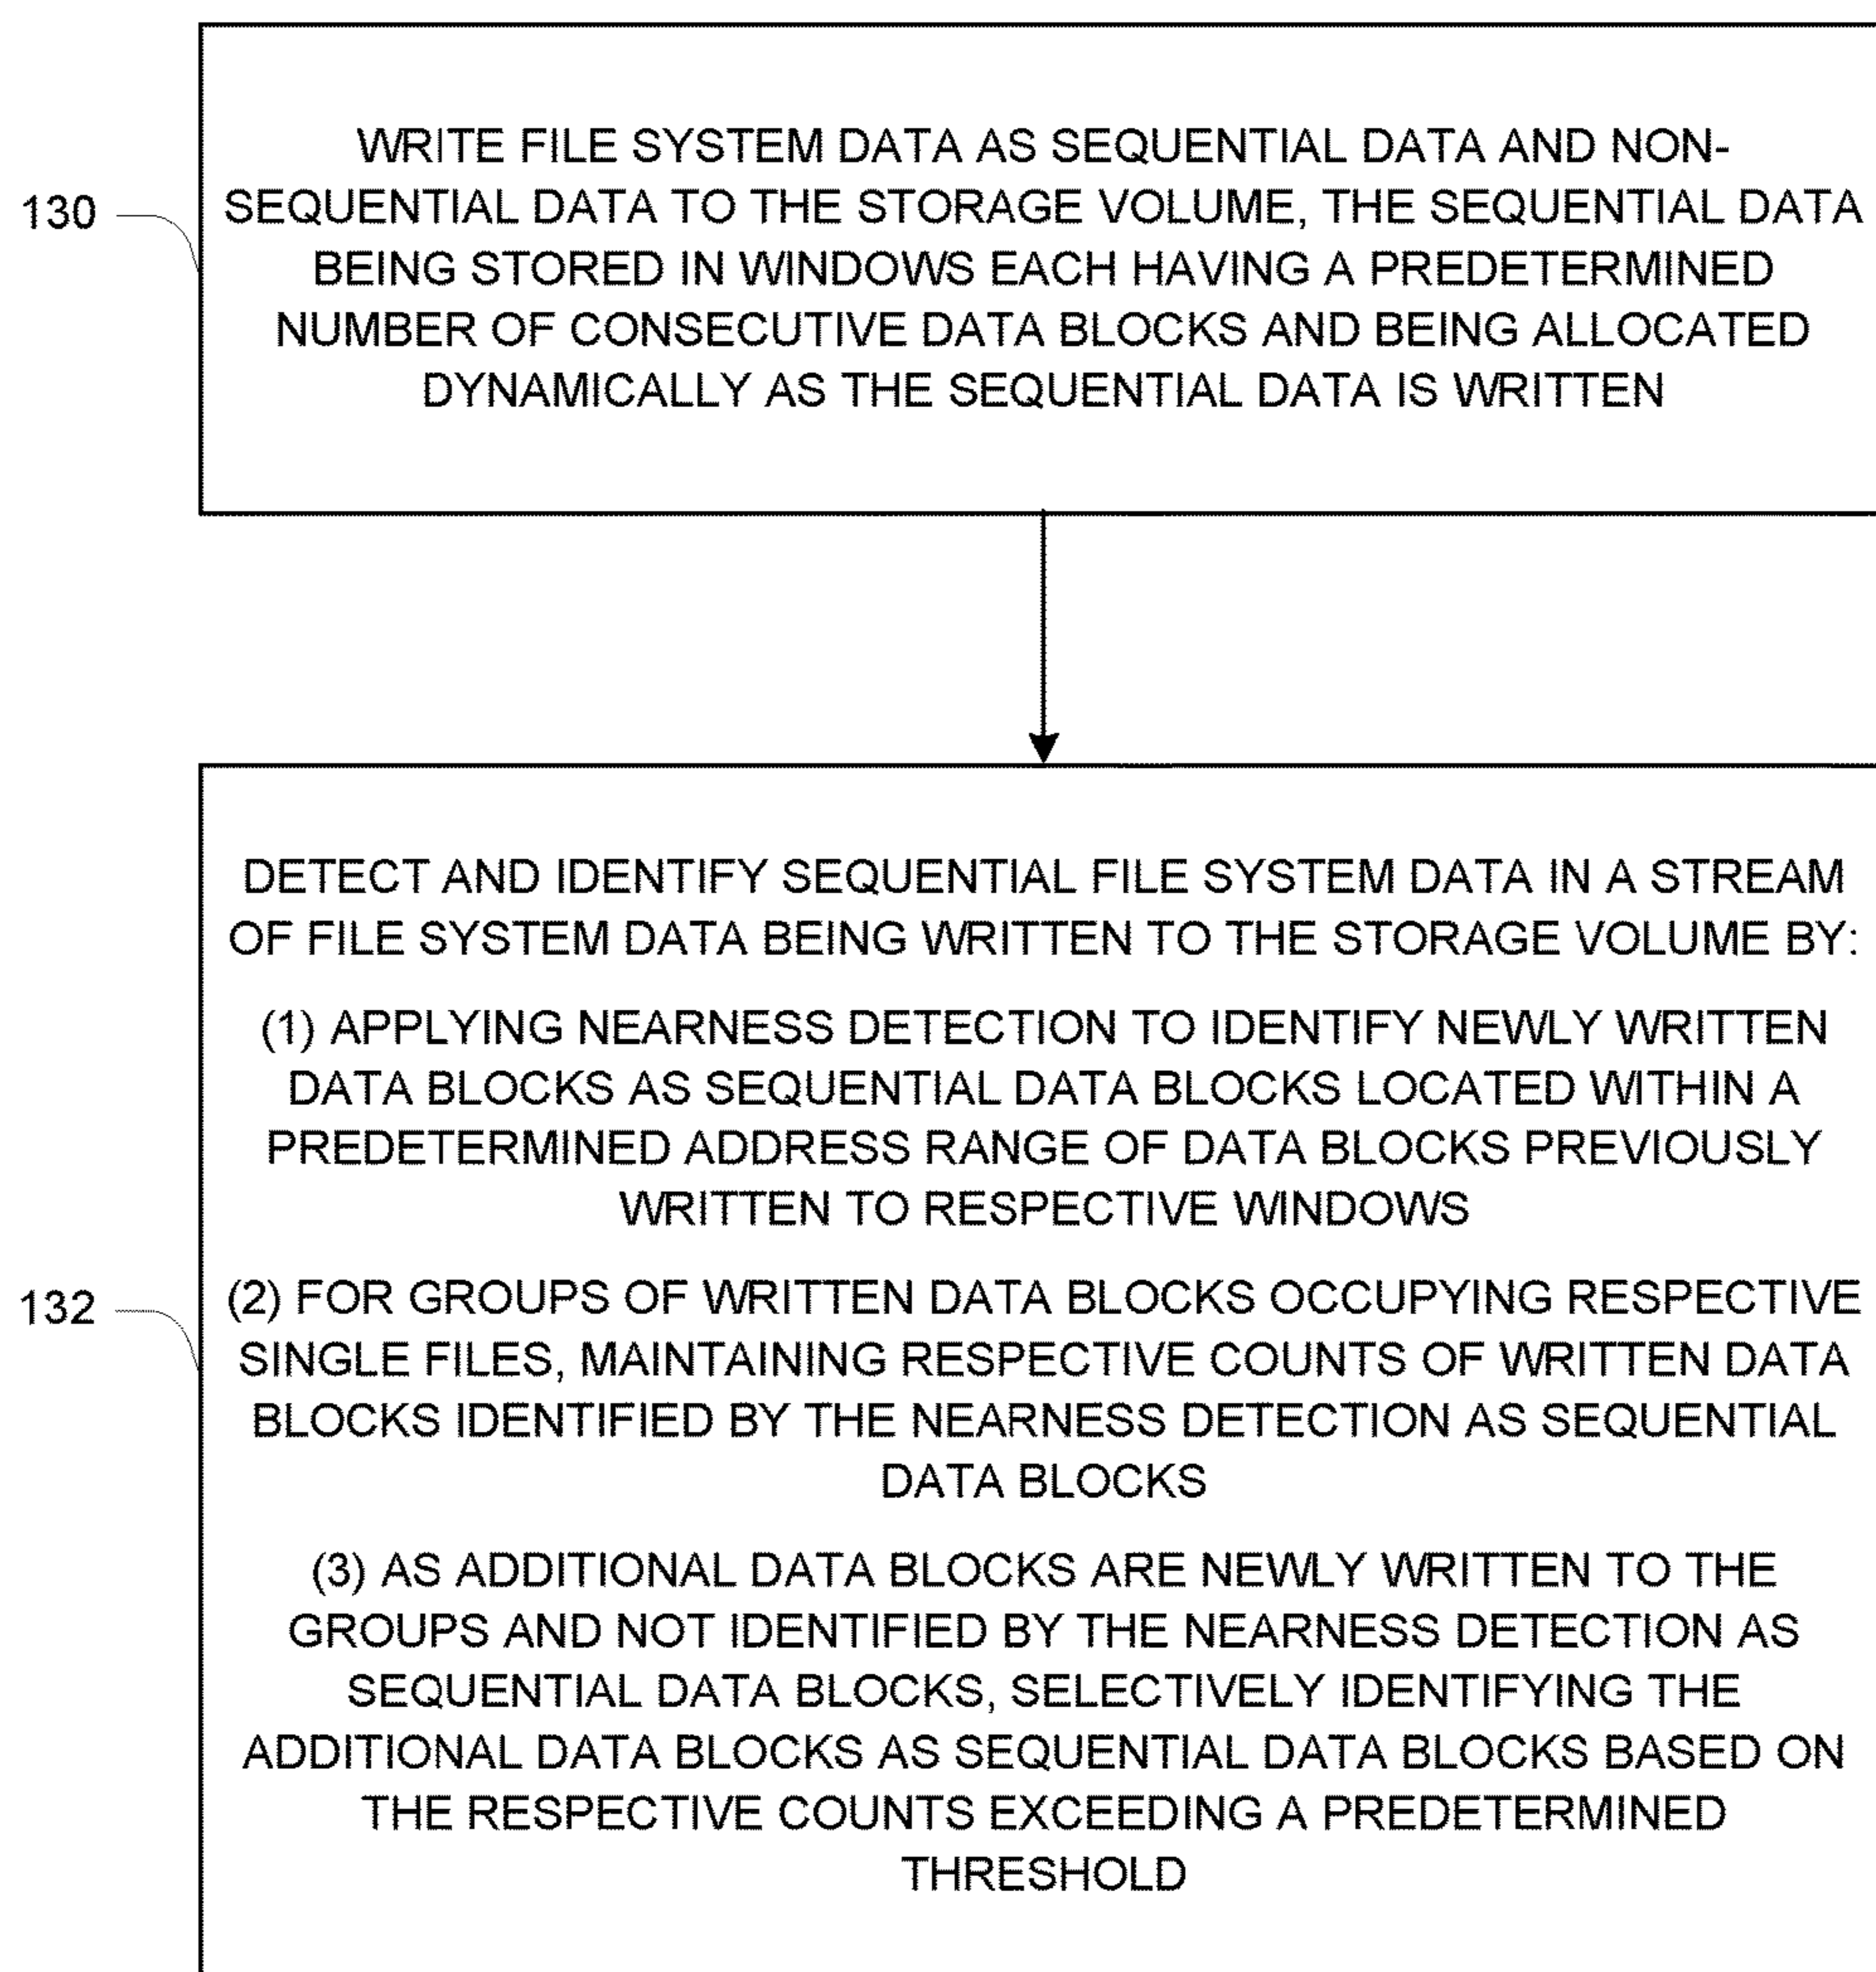 WRITE FILE SYSTEM DATA AS SEQUENTIAL DATA AND NON-
130
SEQUENTIAL DATA TO THE STORAGE VOLUME, THE SEQUENTIAL DATA
BEING STORED IN WINDOWS EACH HAVING A PREDETERMINED
NUMBER OF CONSECUTIVE DATA BLOCKS AND BEING ALLOCATED
DYNAMICALLY AS THE SEQUENTIAL DATA IS WRITTEN
DETECT AND IDENTIFY SEQUENTIAL FILE SYSTEM DATA IN A STREAM
OF FILE SYSTEM DATA BEING WRITTEN TO THE STORAGE VOLUME BY:
(1) APPLYING NEARNESS DETECTION TO IDENTIFY NEWLY WRITTEN
DATA BLOCKS AS SEQUENTIAL DATA BLOCKS LOCATED WITHIN A
PREDETERMINED ADDRESS RANGE OF DATA BLOCKS PREVIOUSLY
WRITTEN TO RESPECTIVE WINDOWS
132
(2) FOR GROUPS OF WRITTEN DATA BLOCKS OCCUPYING RESPECTIVE
SINGLE FILES, MAINTAINING RESPECTIVE COUNTS OF WRITTEN DATA
BLOCKS IDENTIFIED BY THE NEARNESS DETECTION AS SEQUENTIAL
DATA BLOCKS
(3) AS ADDITIONAL DATA BLOCKS ARE NEWLY WRITTEN TO THE
GROUPS AND NOT IDENTIFIED BY THE NEARNESS DETECTION AS
SEQUENTIAL DATA BLOCKS, SELECTIVELY IDENTIFYING THE
ADDITIONAL DATA BLOCKS AS SEQUENTIAL DATA BLOCKS BASED ON
THE RESPECTIVE COUNTS EXCEEDING A PREDETERMINED
THRESHOLD